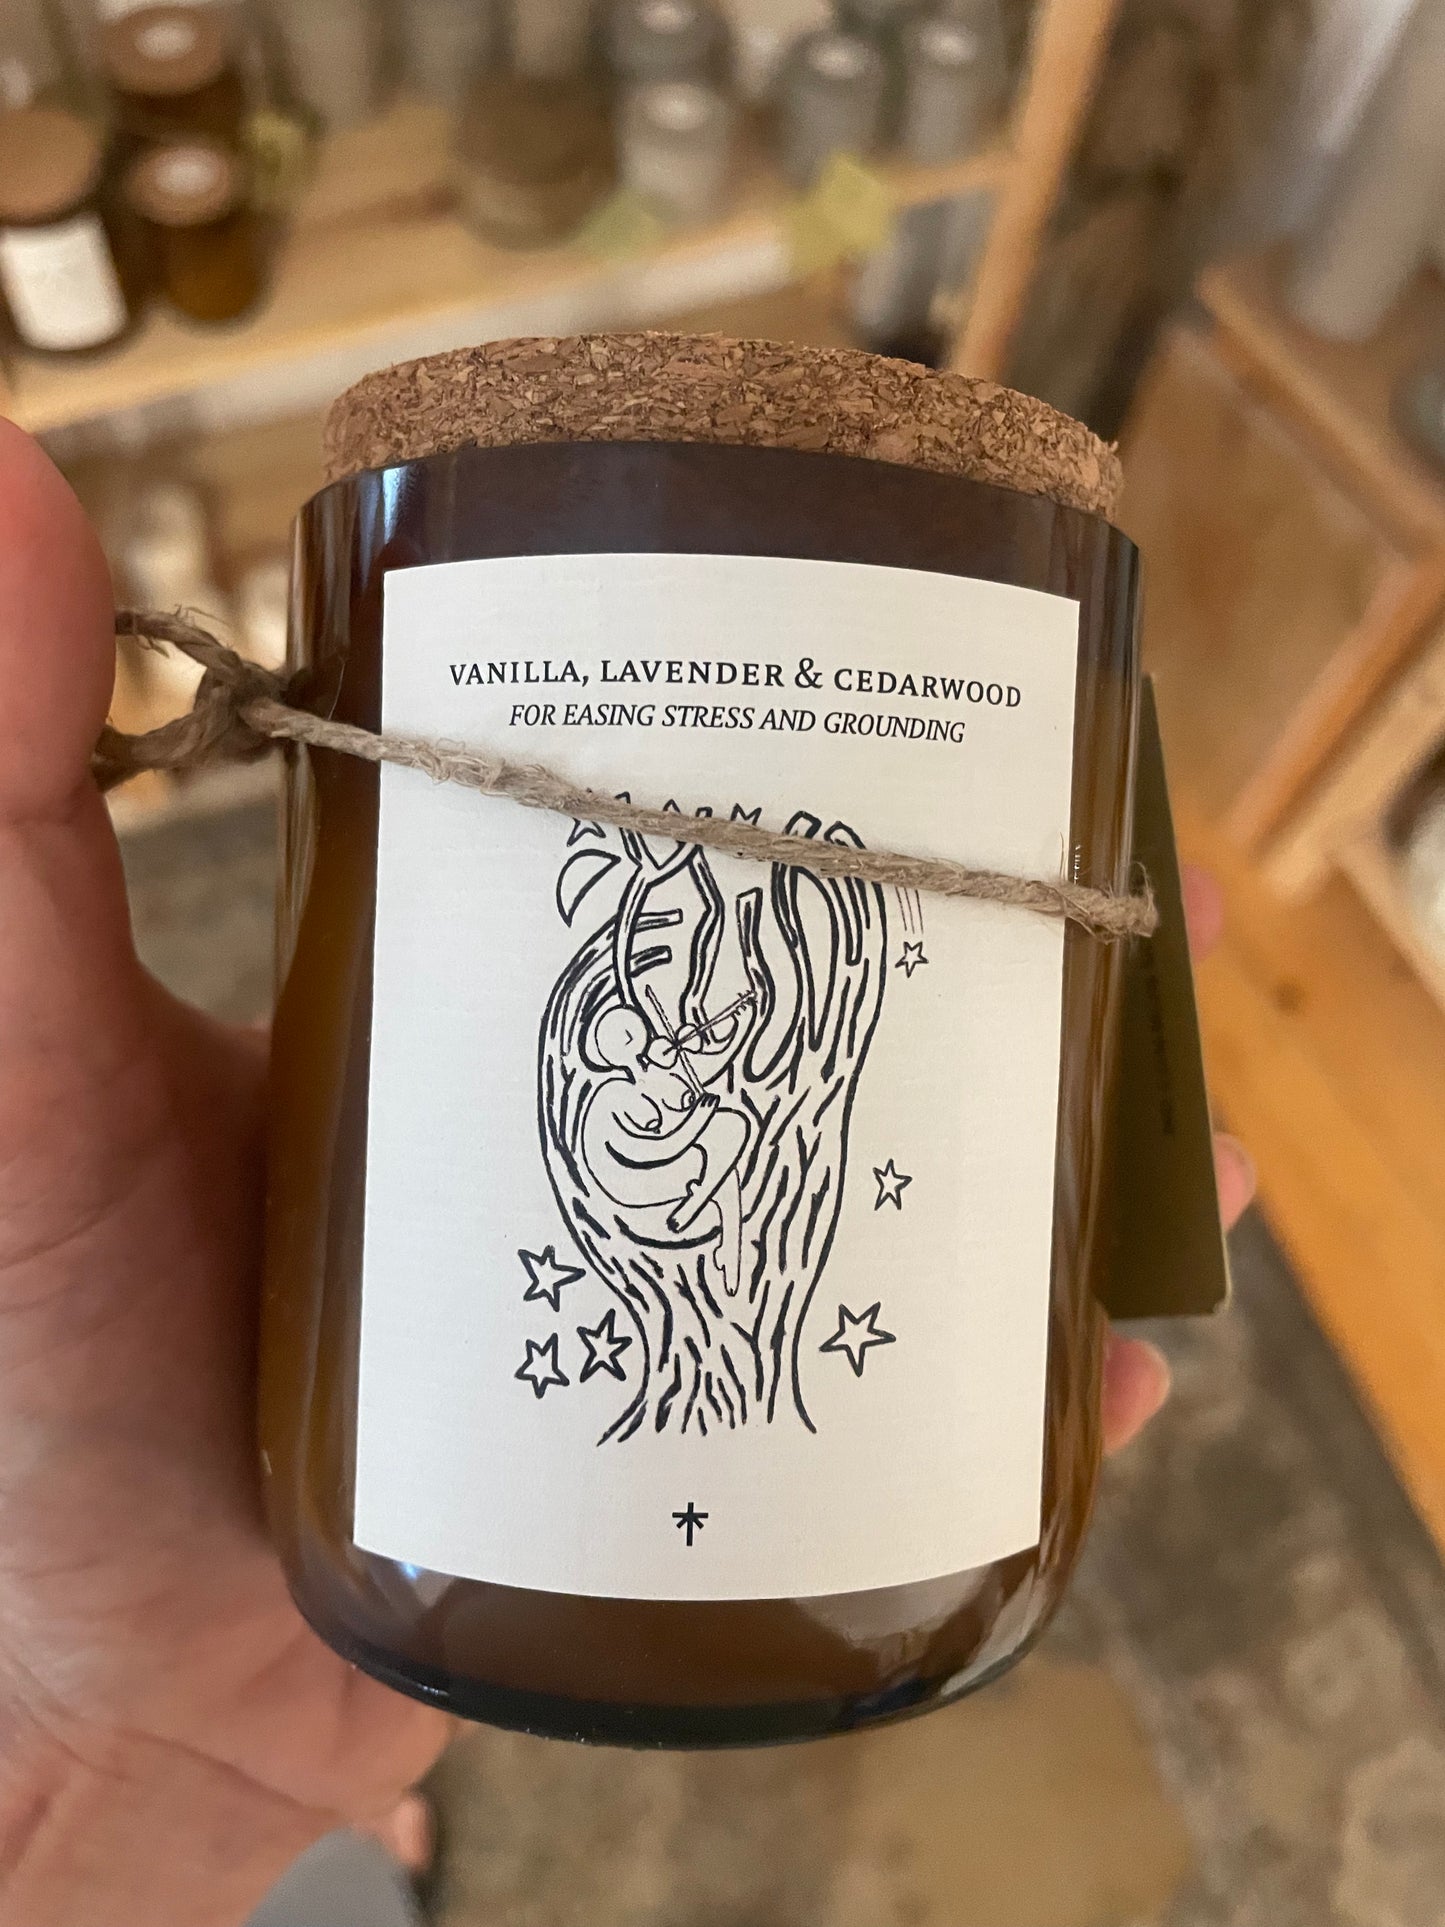 VANILLA, LAVENDER & CEDARWOOD
FOR EASING STRESS AND GROUNDING